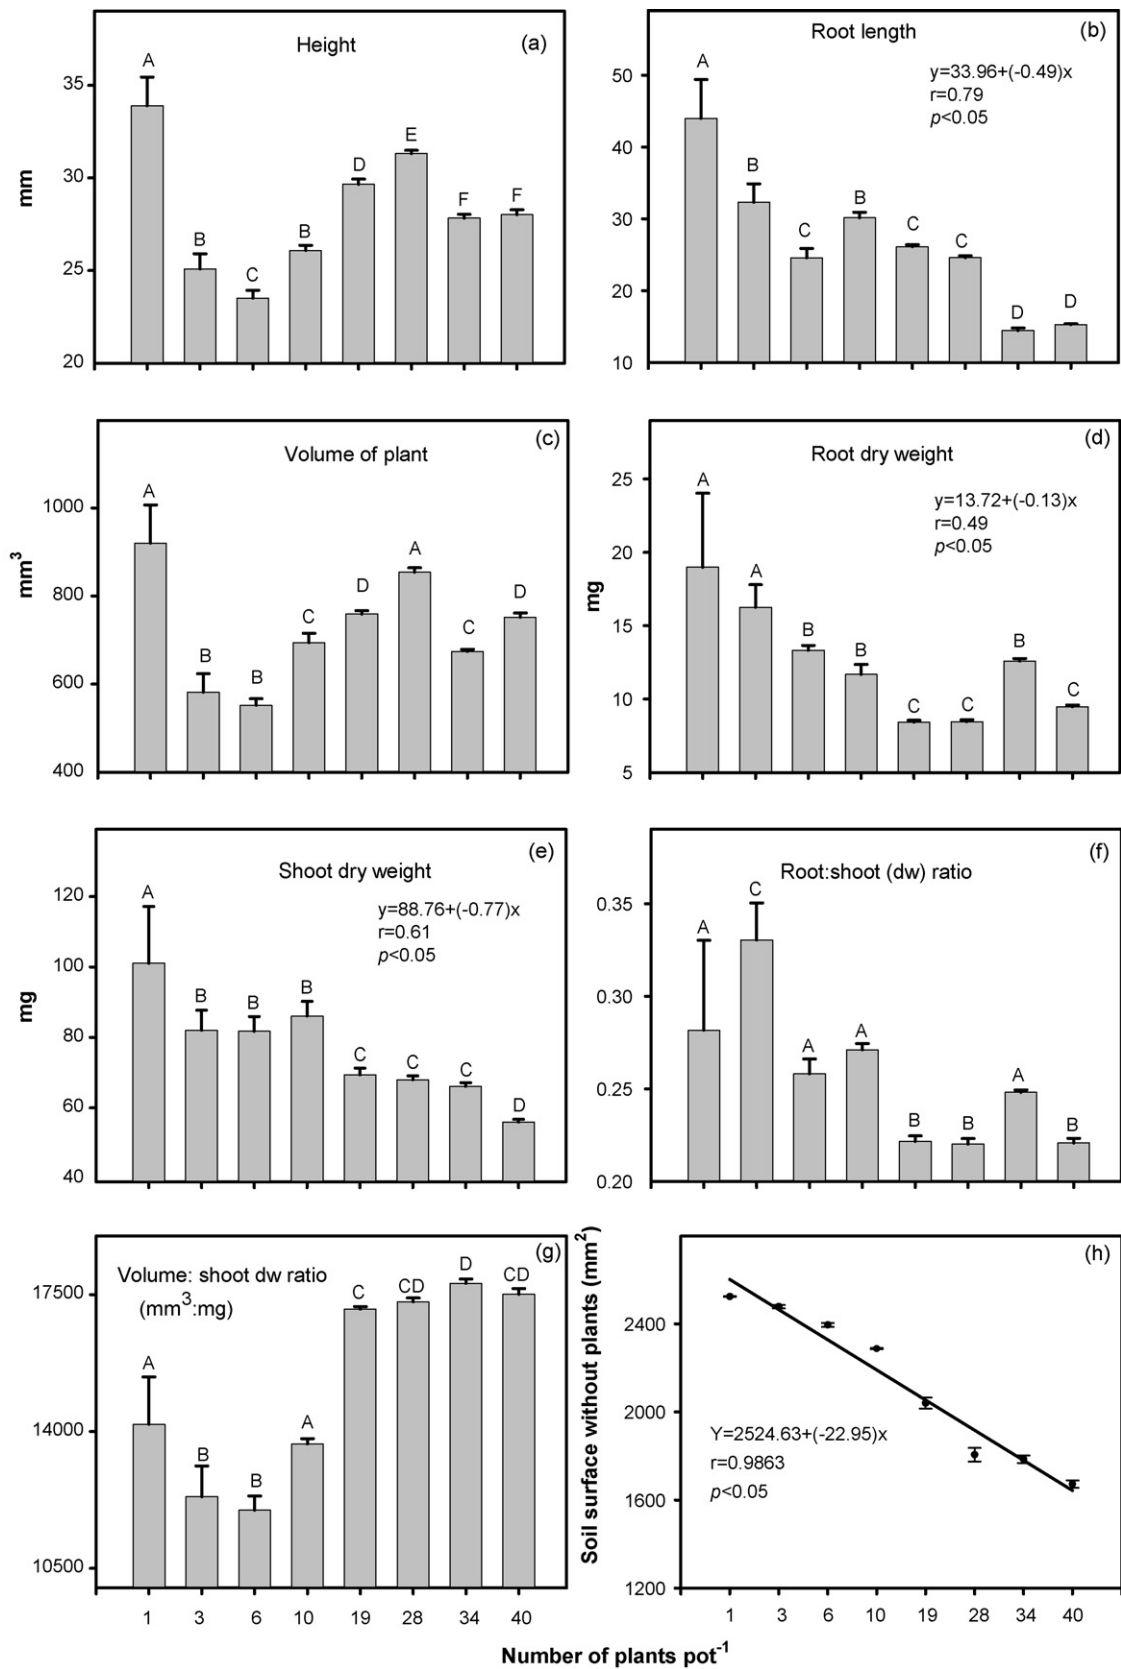 Height
(a)
A
B
C
B
D
E
F
F
35
30
25
20
mm
Root length
(b)
y=33.96+(-0.49)x
r=0.79
p<0.05
A
B
C
B
C
C
D
D
50
40
30
20
10
Volume of plant
(c)
A
B
B
C
D
A
C
D
1000
800
600
400
mm³
Root dry weight
(d)
y=13.72+(-0.13)x
r=0.49
p<0.05
A
A
B
B
C
C
B
C
25
20
15
10
5
mg
Shoot dry weight
(e)
y=88.76+(-0.77)x
r=0.61
p<0.05
A
B
B
B
C
C
C
D
120
100
80
60
40
mg
Root:shoot (dw) ratio
(f)
A
C
A
A
B
B
A
B
0.35
0.30
0.25
0.20
Volume: shoot dw ratio
(mm³:mg)
(g)
A
B
B
A
C
CD
D
CD
17500
14000
10500
1 3 6 10 19 28 34 40
Soil surface without plants (mm²)
(h)
Y=2524.63+(-22.95)x
r=0.9863
p<0.05
2400
2000
1600
1200
1 3 6 10 19 28 34 40
Number of plants pot⁻¹